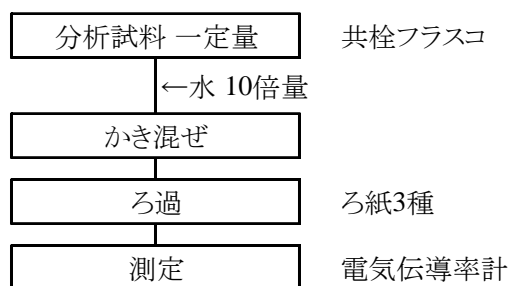 分析試料 一定量 共栓フラスコ
←水 10倍量
かき混ぜ
ろ過 ろ紙3種
測定 電気伝導率計